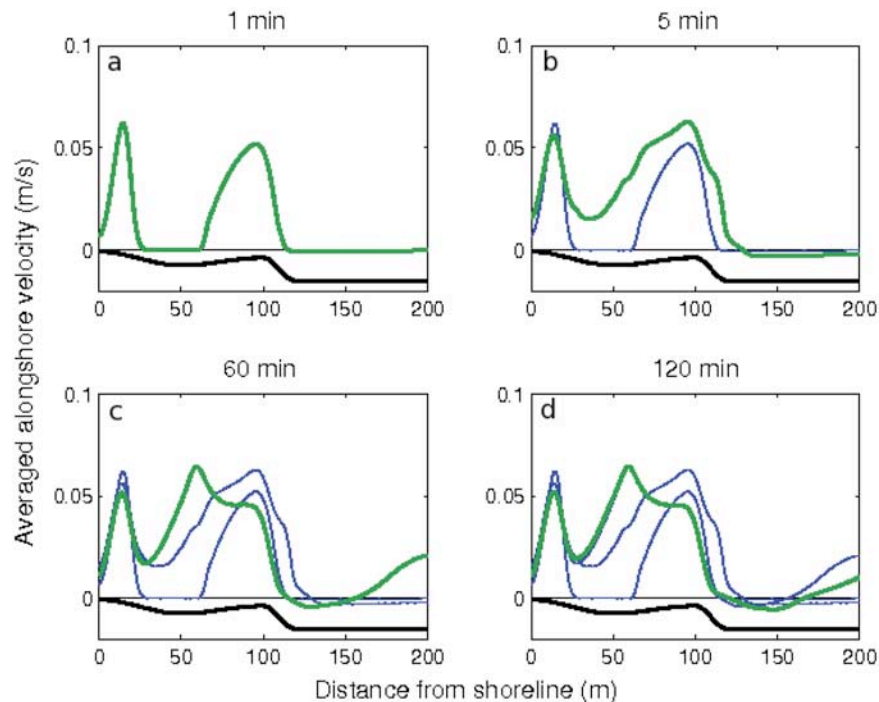 1 min
5 min
a
b
0.1
0.05
0
0 50 100 150 200
0.1
0.05
0
0 50 100 150 200
60 min
120 min
c
d
0.1
0.05
0
0 50 100 150 200
0.1
0.05
0
0 50 100 150 200
Averaged alongshore velocity (m/s)
Distance from shoreline (m)